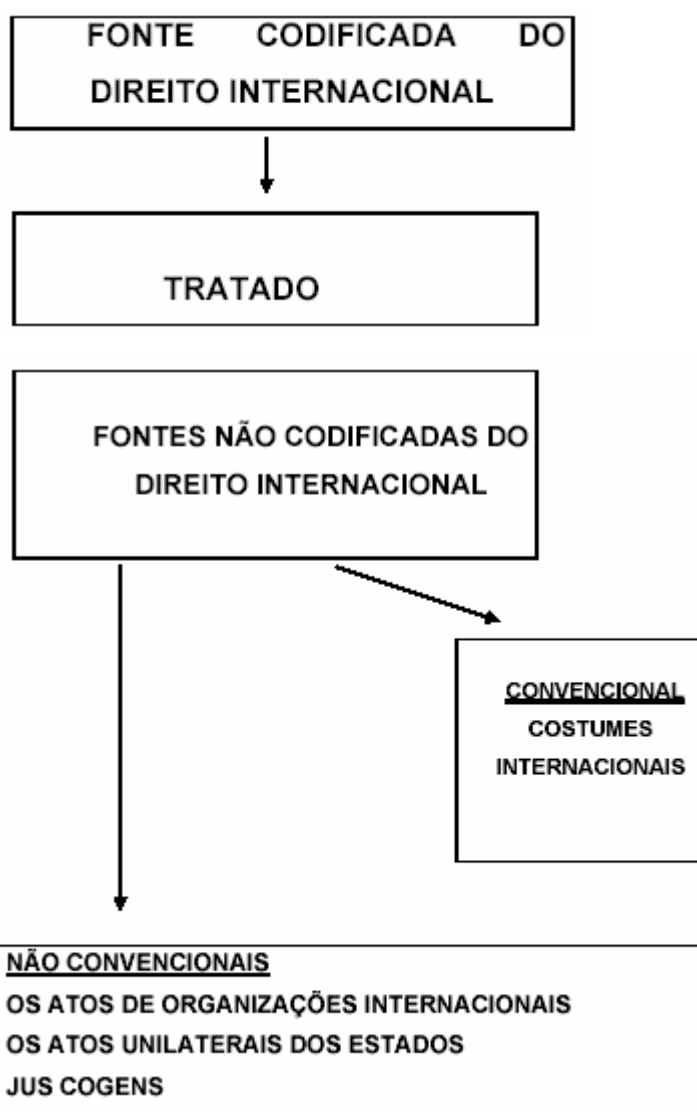 FONTE CODIFICADA DO
DIREITO INTERNACIONAL
TRATADO
FONTES NÃO CODIFICADAS DO
DIREITO INTERNACIONAL
CONVENCIONAL
COSTUMES
INTERNACIONAIS
NÃO CONVENCIONAIS
OS ATOS DE ORGANIZAÇÕES INTERNACIONAIS
OS ATOS UNILATERAIS DOS ESTADOS
JUS COGENS